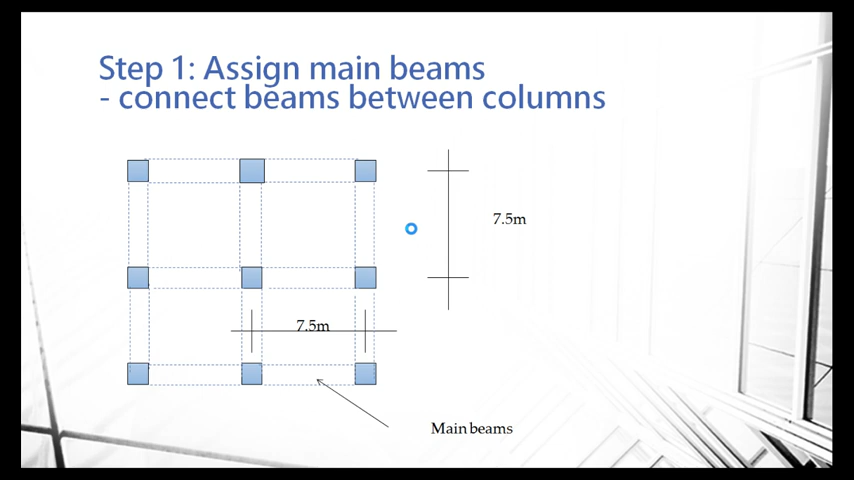 Step 1: Assign main beams
- connect beams between columns
7.5m
7.5m
Main beams